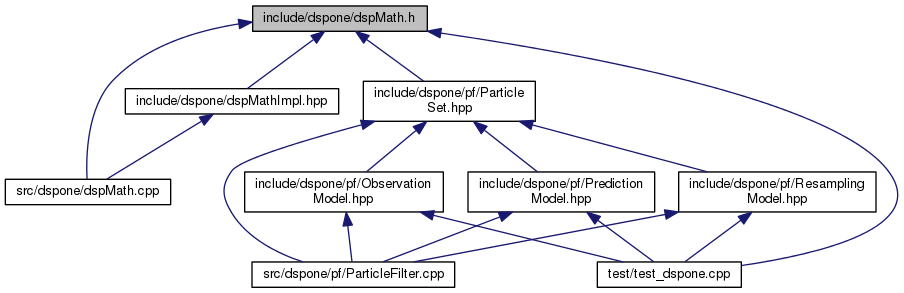 include/dspone/dspMath.h
include/dspone/dspMathImpl.hpp
include/dspone/pf/Particle
Set.hpp
src/dspone/dspMath.cpp
include/dspone/pf/Observation
Model.hpp
include/dspone/pf/Prediction
Model.hpp
include/dspone/pf/Resampling
Model.hpp
src/dspone/pf/ParticleFilter.cpp
test/test_dspone.cpp